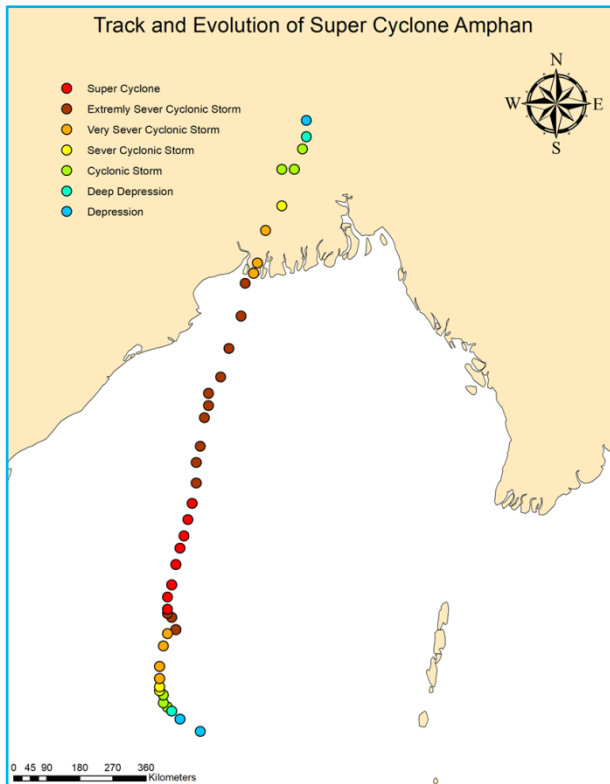 Track and Evolution of Super Cyclone Amphan
N
W E
S
Super Cyclone
Extremly Sever Cyclonic Storm
Very Sever Cyclonic Storm
Sever Cyclonic Storm
Cyclonic Storm
Deep Depression
Depression
0 45 90 180 270 360
Kilometers